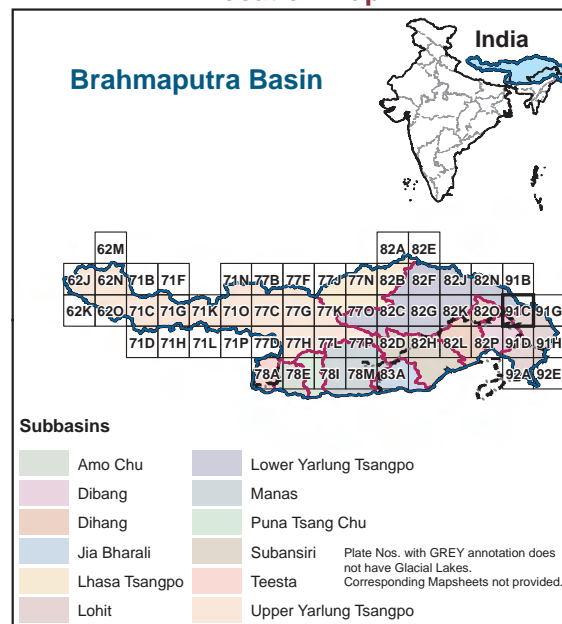 India
Brahmaputra Basin
62M 82A 82E
62J 62N 71B 71F 71N 77B 77F 77J 77N 82B 82F 82J 82N 91B
62K 62O 71C 71G 71K 71O 77C 77G 77K 77O 82C 82G 82K 82O 91C 91G
71D 71H 71L 71P 77D 77H 77L 77P 82D 82H 82L 82P 91D 91H
78A 78E 78I 78M 83A 92A 92E
Subbasins
Amo Chu
Dibang
Dihang
Jia Bharali
Lhasa Tsangpo
Lohit
Lower Yarlung Tsangpo
Manas
Puna Tsang Chu
Subansiri
Teesta
Upper Yarlung Tsangpo
Plate Nos. with GREY annotation does
not have Glacial Lakes.
Corresponding Mapsheets not provided.